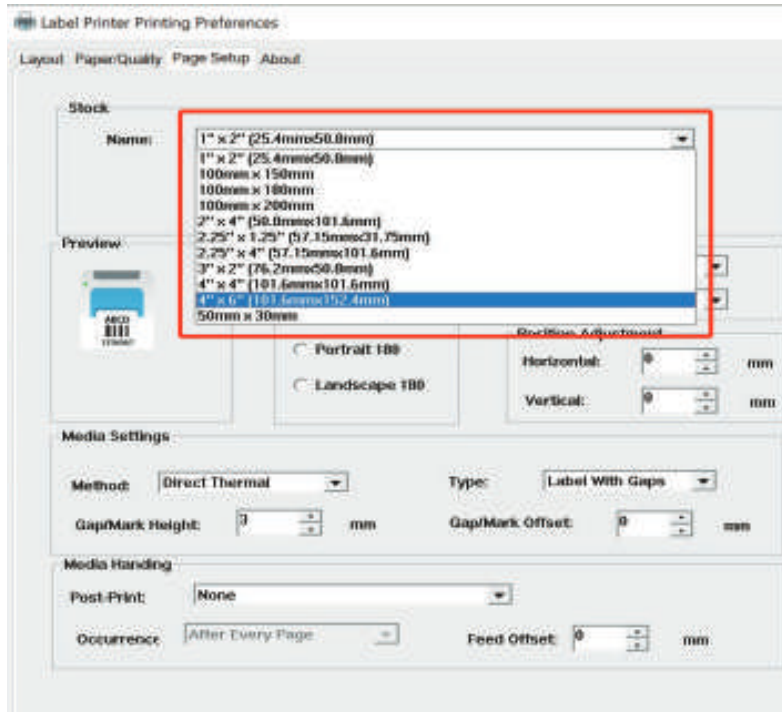 Label Printer Printing Preferences
Layout Paper/Quality Page Setup About
Stock
Name: 1" x 2" (25.4mmx50.8mm)
1" x 2" (25.4mmx50.8mm)
100mm x 150mm
100mm x 180mm
100mm x 200mm
2" x 4" (50.8mmx101.6mm)
2.25" x 1.25" (57.15mmx31.75mm)
2.25" x 4" (57.15mmx101.6mm)
3" x 2" (76.2mmx50.8mm)
4" x 4" (101.6mmx101.6mm)
4" x 6" (101.6mmx152.4mm)
50mm x 30mm
Preview
ABCD
Portrait 180
Landscape 180
Position Adjustment
Horizontal: 0 mm
Vertical: 0 mm
Media Settings
Method: Direct Thermal Type: Label With Gaps
Gap/Mark Height: 3 mm Gap/Mark Offset: 0 mm
Media Handing
Post-Print: None
Occurrence After Every Page Feed Offset: 0 mm